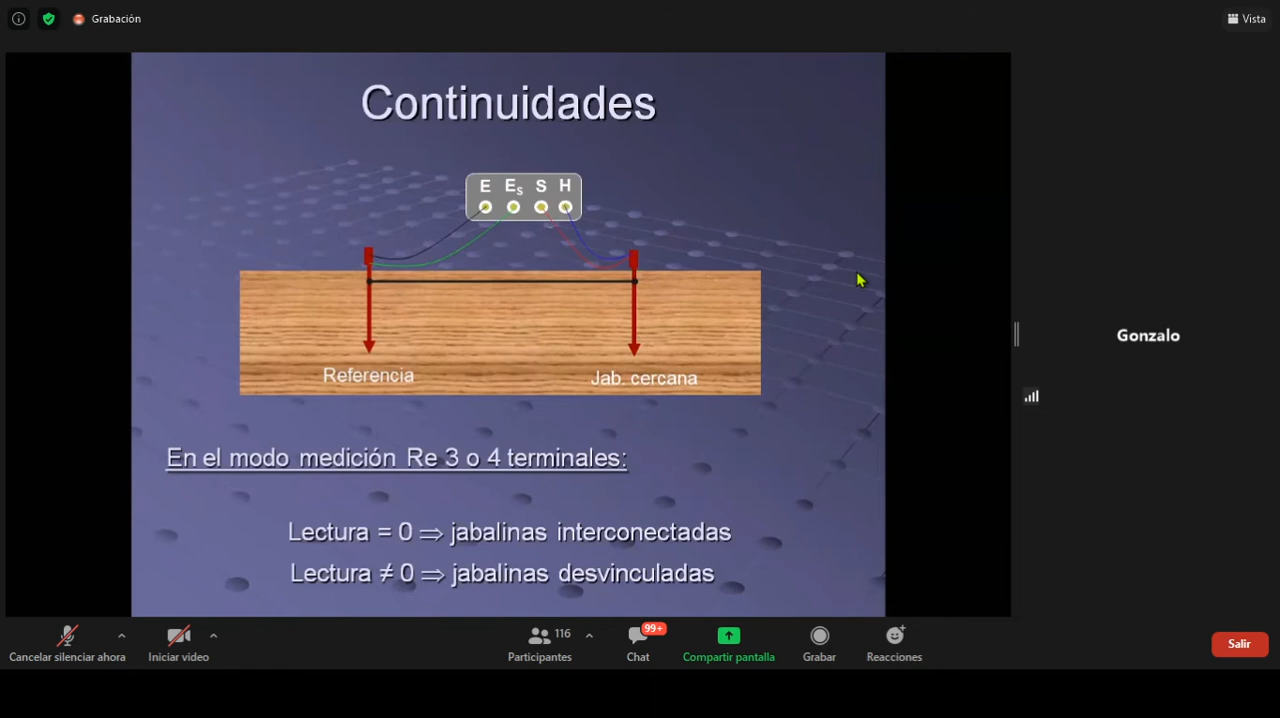 Grabación
Vista
Continuidades
E ES S H
Referencia
Jab. cercana
En el modo medición Re 3 o 4 terminales:
Lectura = 0 ⇒ jabalinas interconectadas
Lectura ≠ 0 ⇒ jabalinas desvinculadas
Gonzalo
116
99+
Cancelar silenciar ahora
Iniciar video
Participantes
Chat
Compartir pantalla
Grabar
Reacciones
Salir